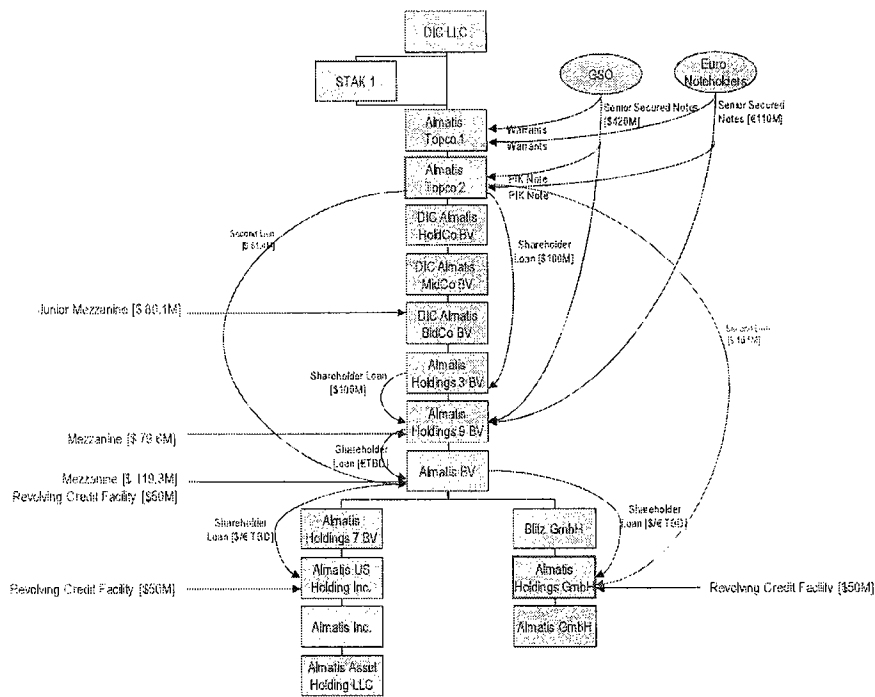 DIC LLC
STAK 1
GSO
Euro
Noteholders
Senior Secured Notes
[$420M]
Senior Secured
Notes [€110M]
Almatis
Topco 1
Warrants
Warrants
Almatis
Topco 2
PIK Note
PIK Note
DIC Almatis
HoldCo BV
Second Lien
Shareholder
Loan [$100M]
DIC Almatis
MidCo BV
Junior Mezzanine
DIC Almatis
BidCo BV
Second Lien
Almatis
Holdings 3 BV
Shareholder Loan
[$100M]
Almatis
Holdings 9 BV
Mezzanine [$ 79.6M]
Shareholder
Loan [€TBD]
Almatis BV
Mezzanine [$ 119.3M]
Revolving Credit Facility [$50M]
Shareholder
Loan [$/€ TBD]
Almatis
Holdings 7 BV
Blitz GmbH
Shareholder
Loan [$/€ TBD]
Almatis US
Holding Inc.
Almatis
Holdings GmbH
Revolving Credit Facility [$50M]
Revolving Credit Facility [$50M]
Almatis Inc.
Almatis GmbH
Almatis Asset
Holding LLC